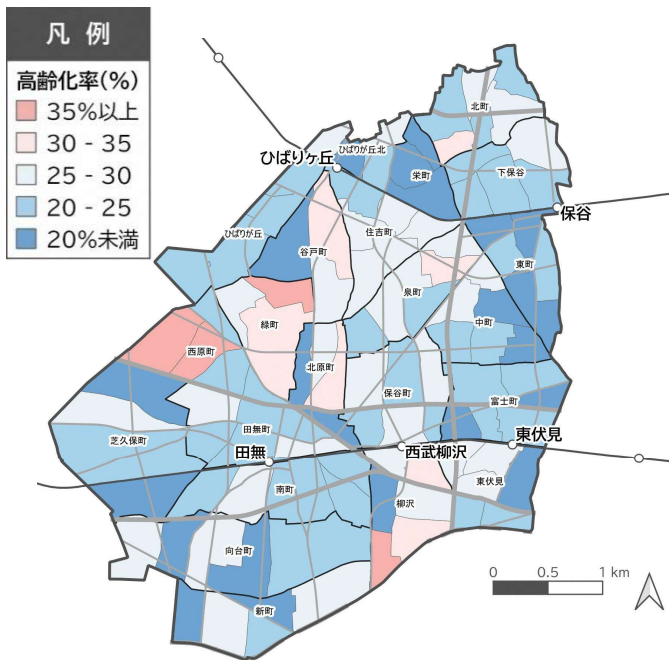 凡 例
高齢化率(%)
35%以上
30 - 35
25 - 30
20 - 25
20%未満
北町
ひばりが丘北
ひばりヶ丘
栄町
下保谷
保谷
ひばりが丘
住吉町
谷戸町
東町
泉町
緑町
中町
西原町
北原町
保谷町
富士町
芝久保町
田無町
田無
西武柳沢
東伏見
東伏見
南町
柳沢
向台町
新町
0 0.5 1 km